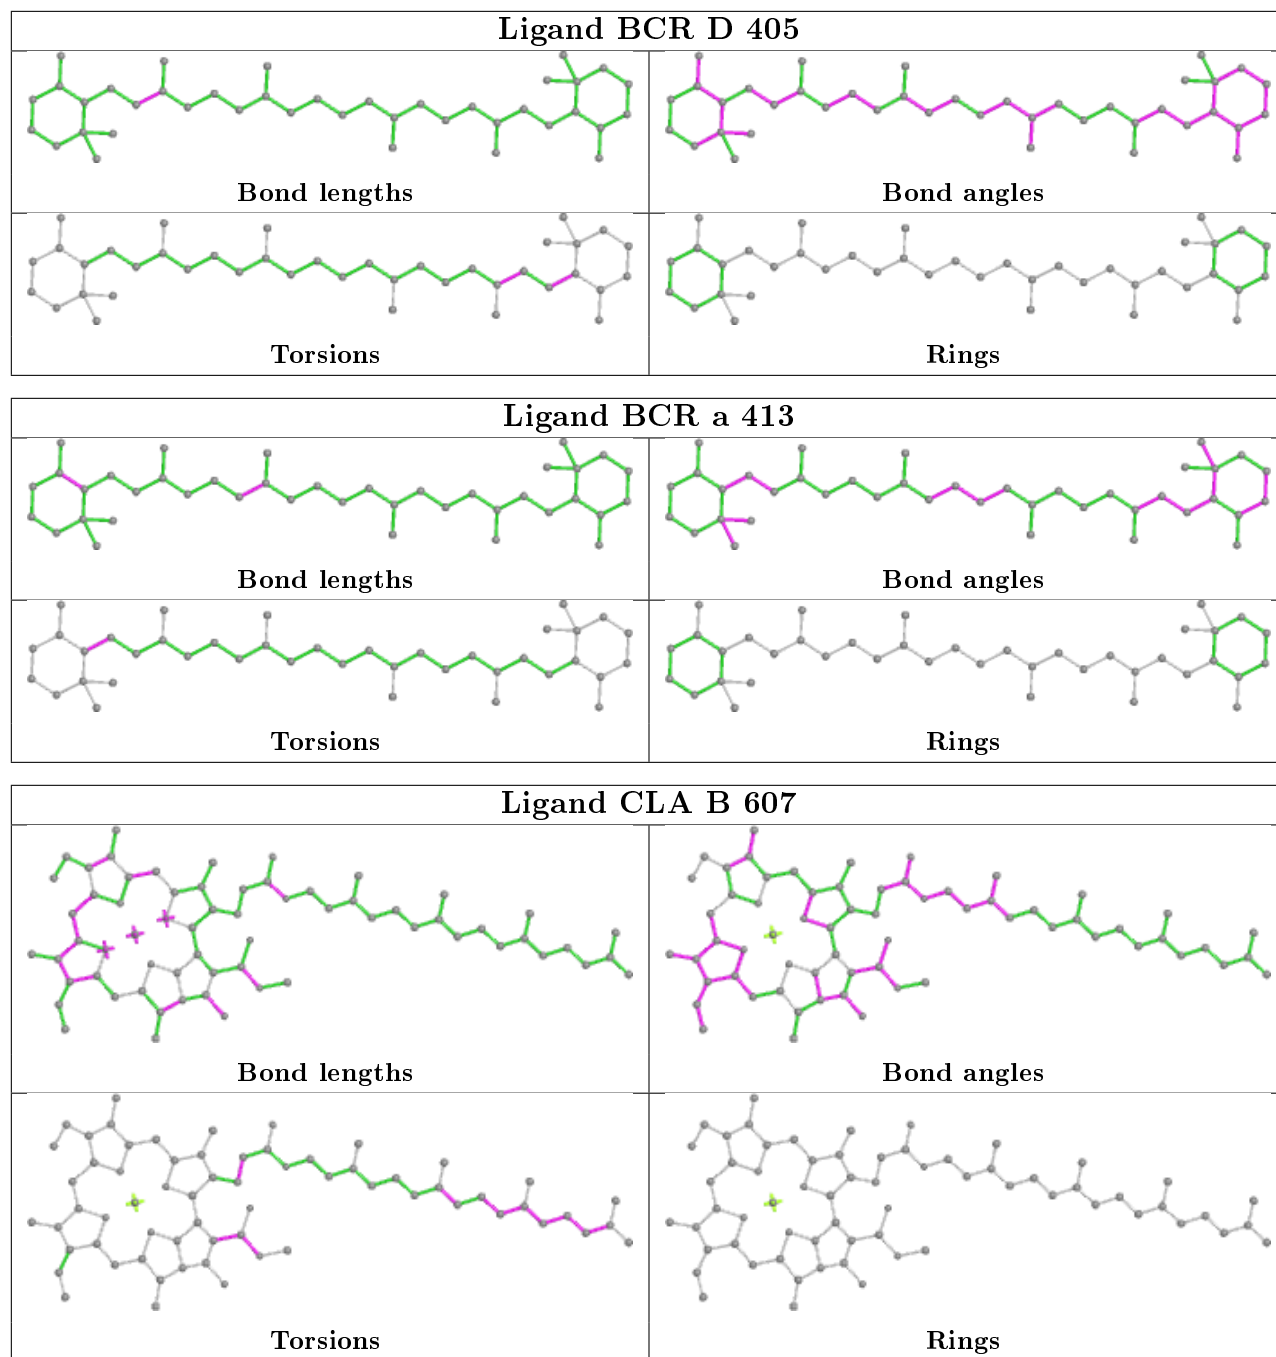 Ligand BCR D 405
Bond lengths
Bond angles
Torsions
Rings
Ligand BCR a 413
Bond lengths
Bond angles
Torsions
Rings
Ligand CLA B 607
Bond lengths
Bond angles
Torsions
Rings